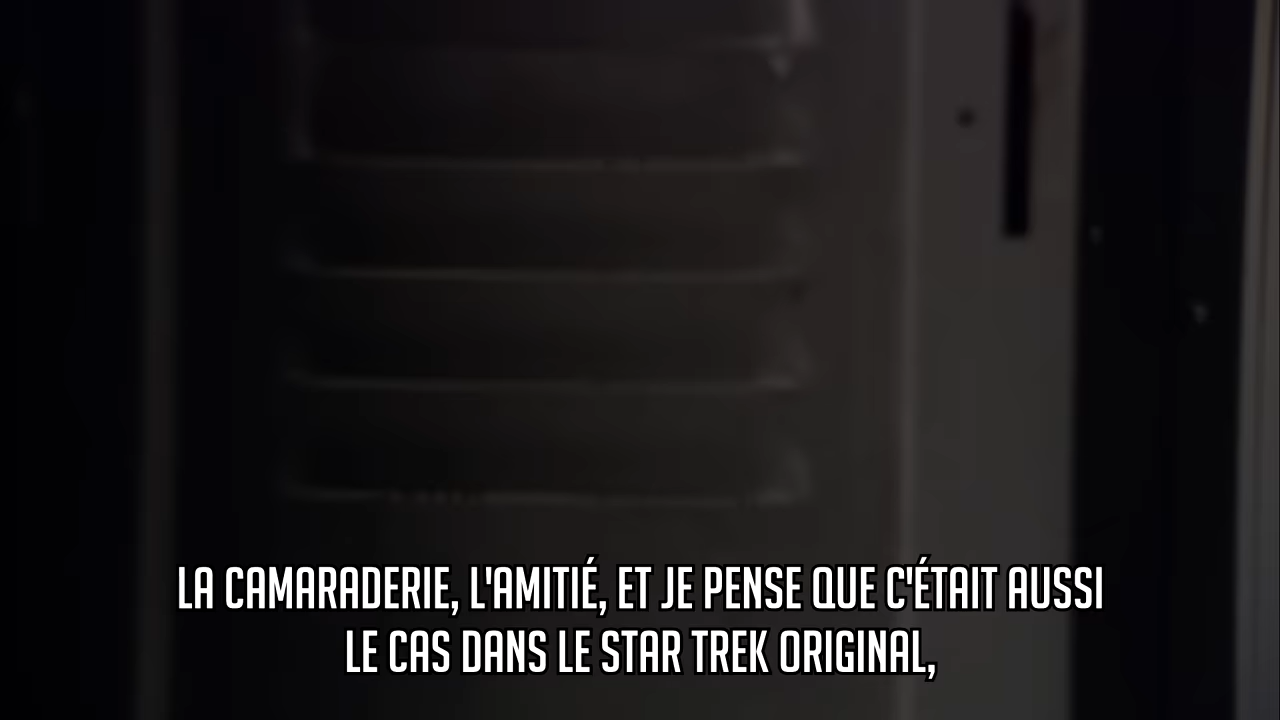 LA CAMARADERIE, L'AMITIÉ, ET JE PENSE QUE C'ÉTAIT AUSSI
LE CAS DANS LE STAR TREK ORIGINAL,